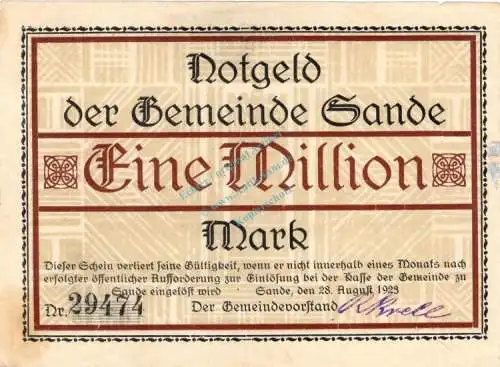 Notgeld
der Gemeinde Sande
Eine Million
Mark
Dieser Schein verliert seine Gültigkeit, wenn er nicht innerhalb eines Monats nach
erfolgter öffentlicher Aufforderung zur Einlösung bei der Kasse der Gemeinde zu
Sande eingelöst wird Sande, den 28. August 1923
Nr. 29474 Der Gemeindevorstand